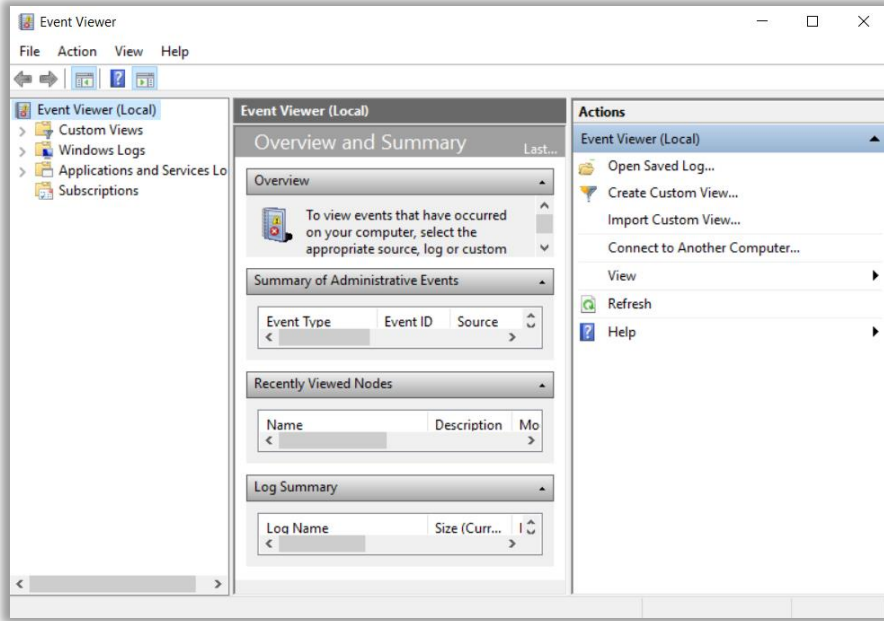 Event Viewer
File Action View Help
Event Viewer (Local)
Custom Views
Windows Logs
Applications and Services Lo
Subscriptions
Event Viewer (Local)
Overview and Summary Last...
Overview
To view events that have occurred
on your computer, select the
appropriate source, log or custom
Summary of Administrative Events
Event Type Event ID Source
Recently Viewed Nodes
Name Description Mo
Log Summary
Log Name Size (Curr...
Actions
Event Viewer (Local)
Open Saved Log...
Create Custom View...
Import Custom View...
Connect to Another Computer...
View
Refresh
Help